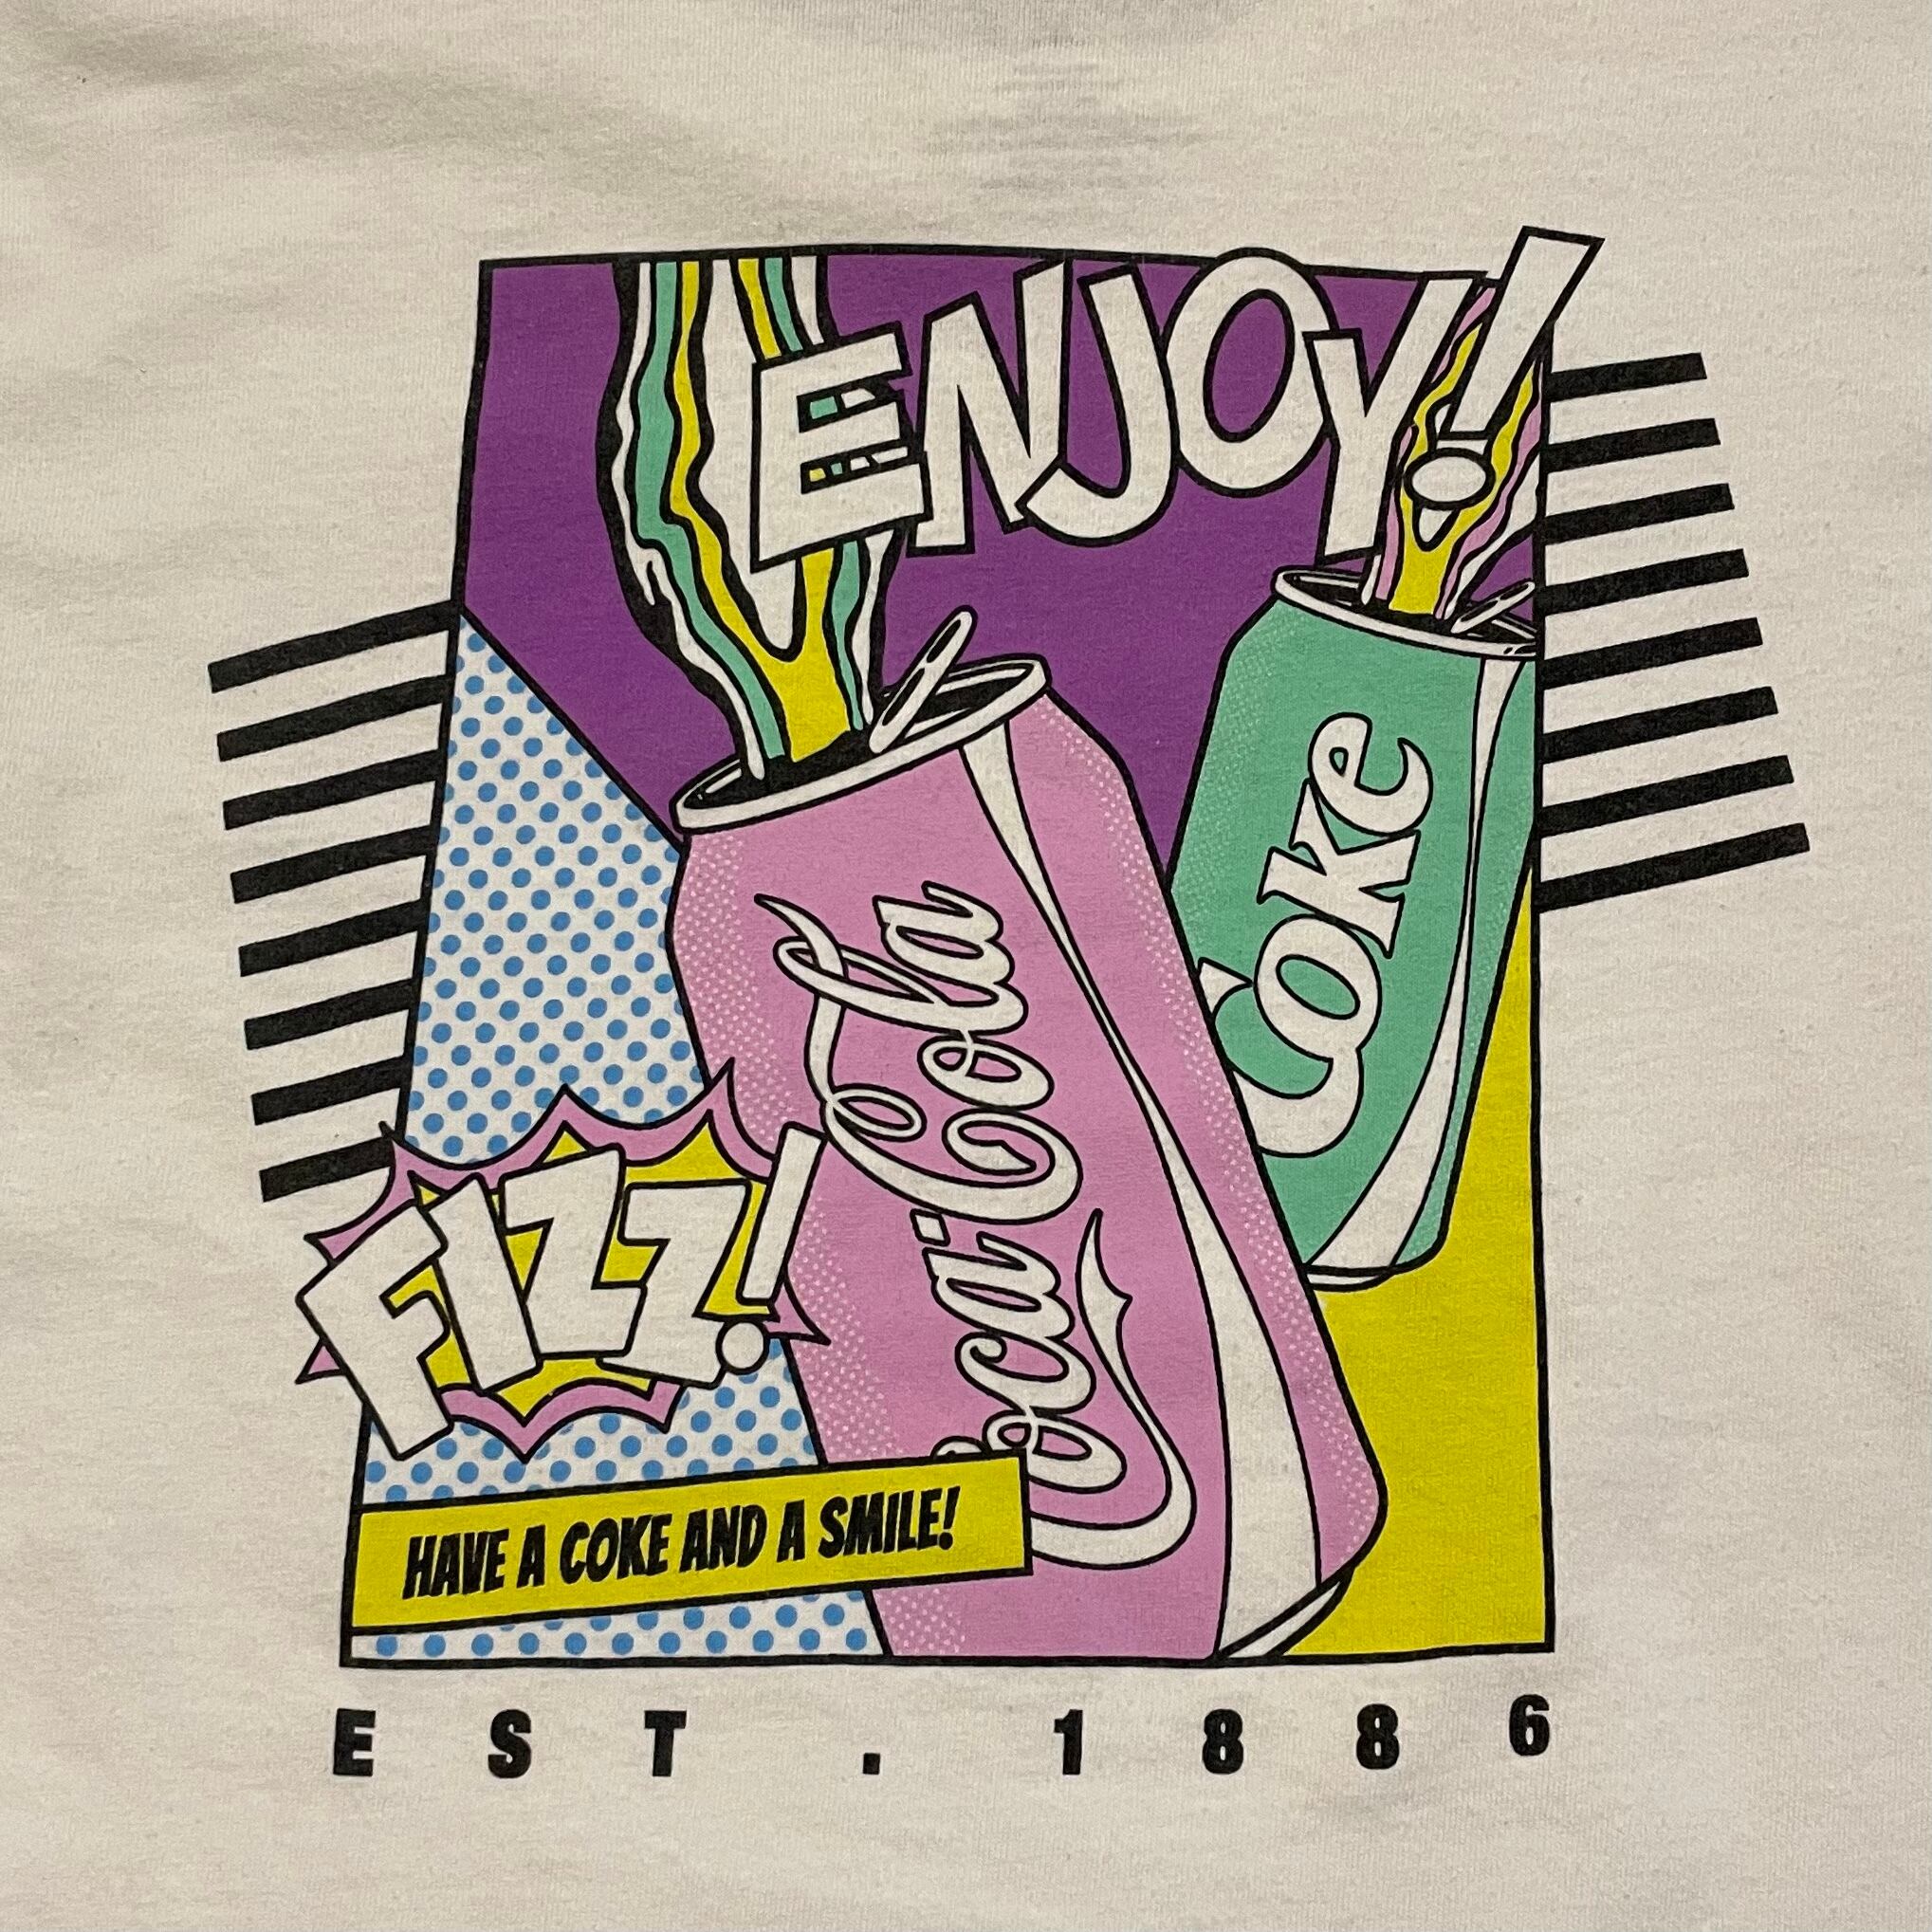 ENJOY!
Coke
Coca-Cola
FIZZ!
HAVE A COKE AND A SMILE!
EST. 1886